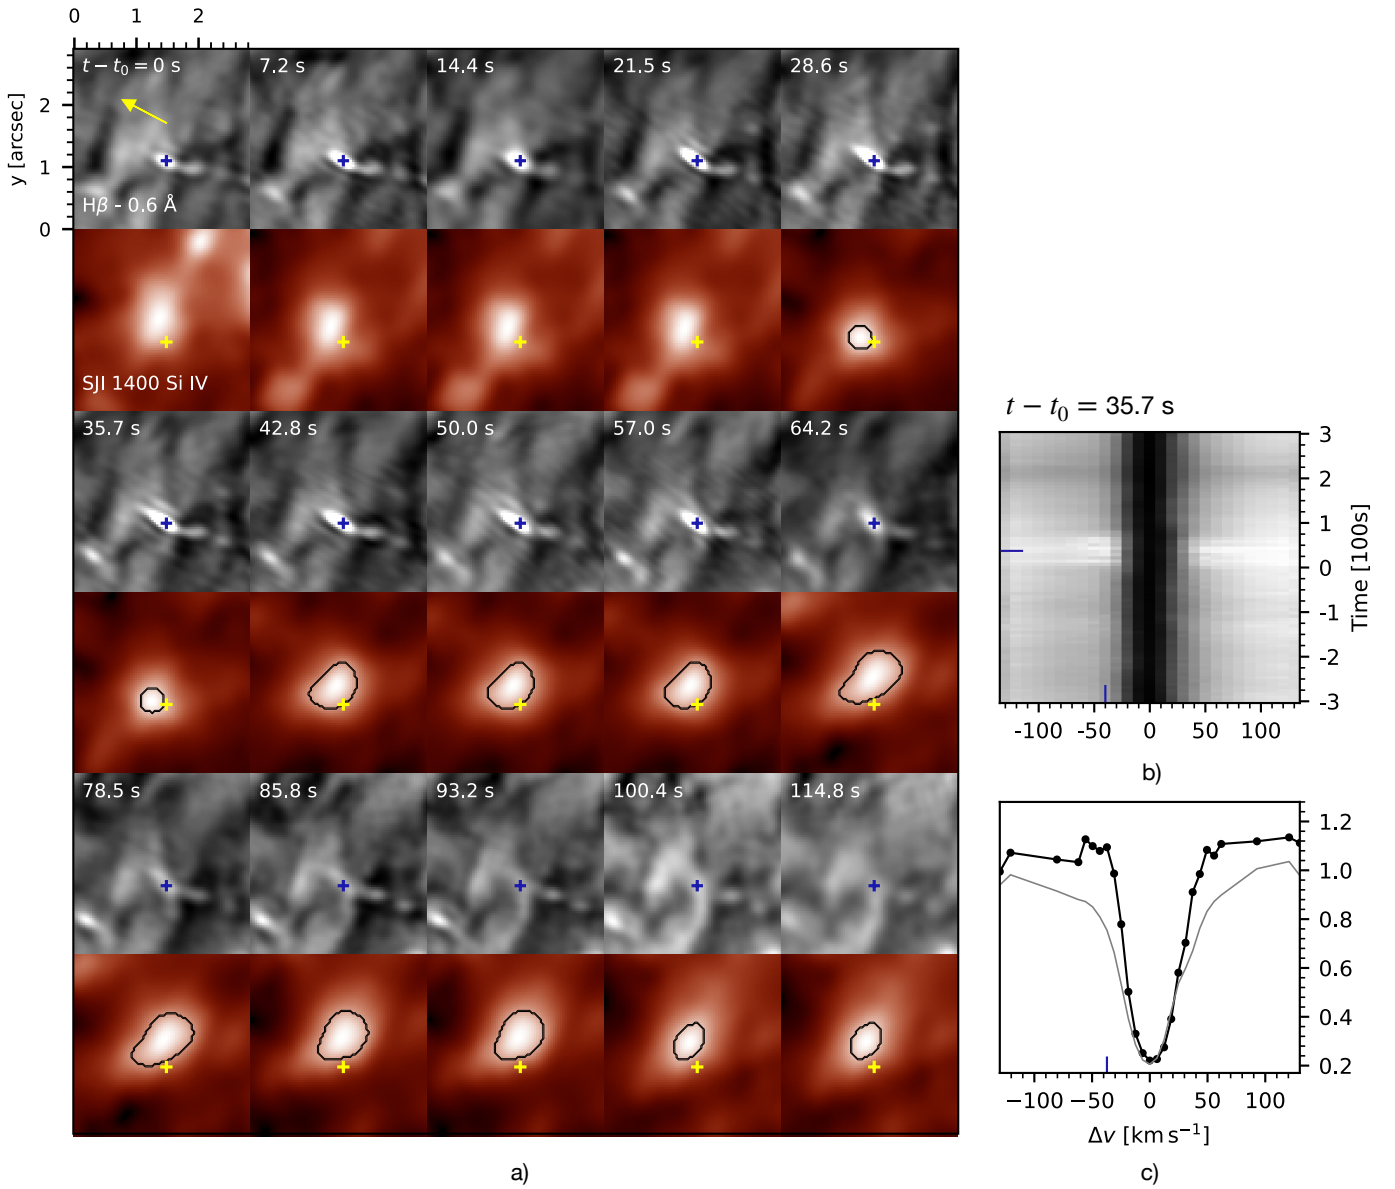 0 1 2
t − t₀ = 0 s 7.2 s 14.4 s 21.5 s 28.6 s
2
1
0
y [arcsec]
Hβ - 0.6 Å
SJI 1400 Si IV
35.7 s 42.8 s 50.0 s 57.0 s 64.2 s
78.5 s 85.8 s 93.2 s 100.4 s 114.8 s
a)
t − t₀ = 35.7 s
3
2
1
0
-1
-2
-3
Time [100s]
-100 -50 0 50 100
b)
1.2
1.0
0.8
0.6
0.4
0.2
−100 −50 0 50 100
Δv [km s⁻¹]
c)